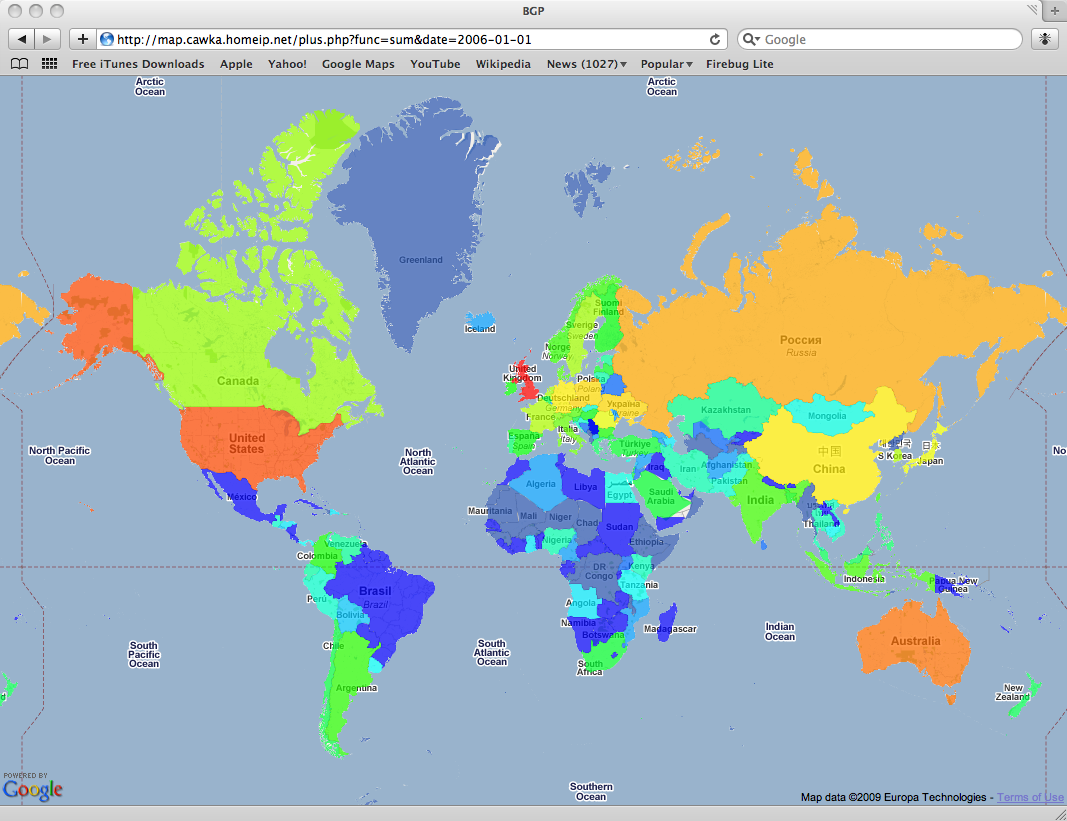 BGP
http://map.cawka.homeip.net/plus.php?func=sum&date=2006-01-01
Google
Free iTunes Downloads
Apple
Yahoo!
Google Maps
YouTube
Wikipedia
News (1027)
Popular
Firebug Lite
Arctic
Ocean
Arctic
Ocean
Greenland
Iceland
Suomi
Finland
Sverige
Sweden
Norge
Norway
Россия
Russia
Canada
United
Kingdom
Polska
Deutschland
Germany
Україна
France
Italia
Italy
España
Spain
Türkiye
Turkey
Kazakhstan
Mongolia
中国
China
S Korea
United
States
North Pacific
Ocean
North
Atlantic
Ocean
No
Iraq
Iran
Afghanistan
Pakistan
Algeria
Libya
Egypt
Saudi
Arabia
India
México
Mauritania
Mali
Niger
Chad
Sudan
Thailand
Venezuela
Colombia
Nigeria
Ethiopia
DR
Congo
Kenya
Indonesia
Papua New
Guinea
Perú
Brasil
Brazil
Tanzania
Bolivia
Angola
Namibia
Botswana
Madagascar
Indian
Ocean
Australia
South
Pacific
Ocean
Chile
South
Atlantic
Ocean
South
Africa
Argentina
New
Zealand
d
POWERED BY
Google
Southern
Ocean
Map data ©2009 Europa Technologies - Terms of Use